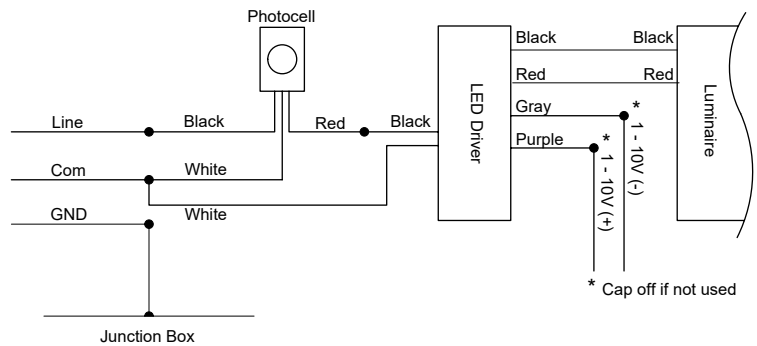 Photocell
Line
Black
Red
Black
Com
White
GND
White
Junction Box
LED Driver
Black
Black
Red
Red
Gray
Purple
* 1 - 10V (-)
* 1 - 10V (+)
Luminaire
* Cap off if not used